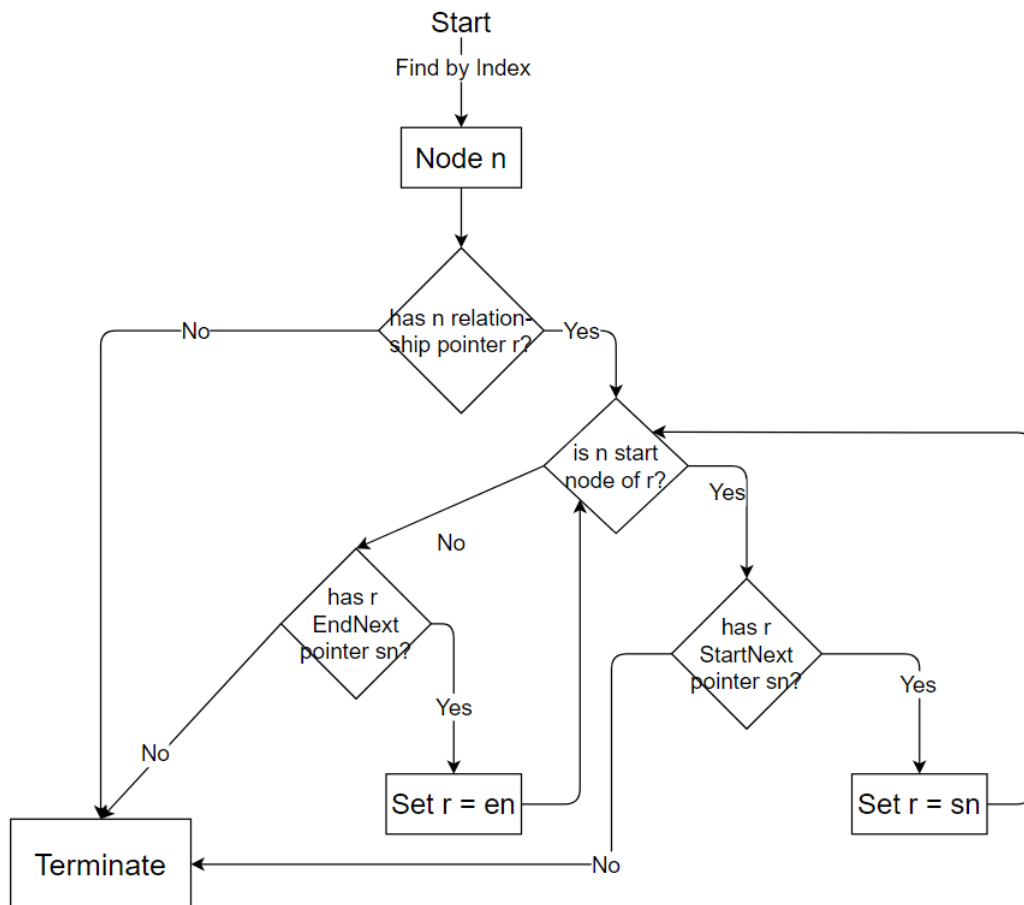 Start
Find by Index
Node n
has n relation-
ship pointer r?
No
Yes
is n start
node of r?
Yes
No
has r
EndNext
pointer sn?
has r
StartNext
pointer sn?
Yes
Yes
No
Set r = en
Set r = sn
Terminate
No